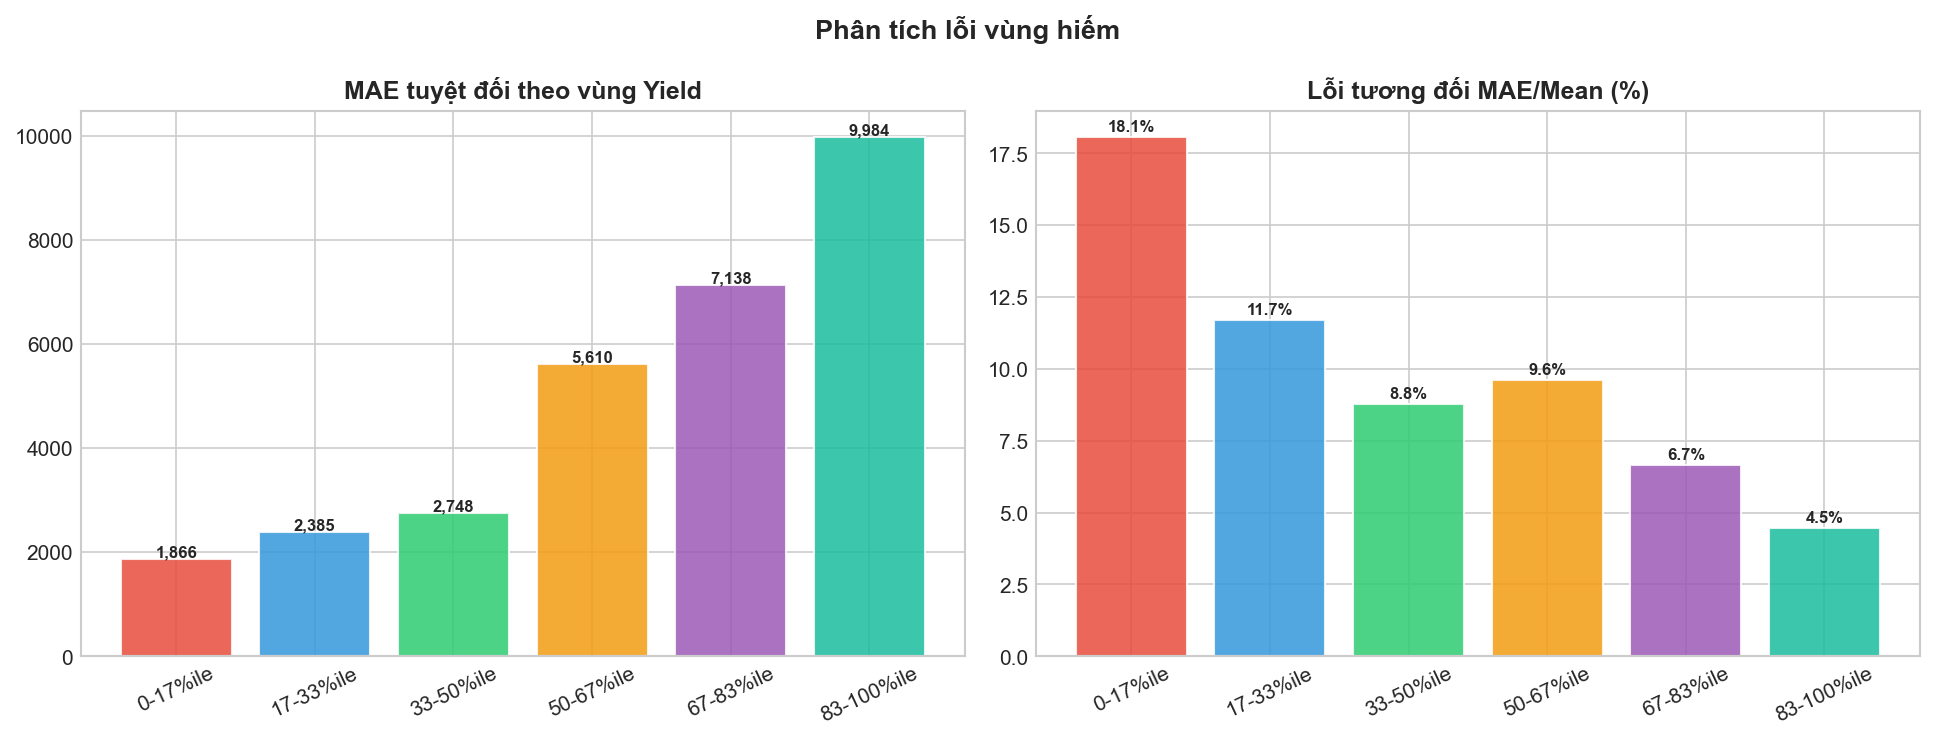 Phân tích lỗi vùng hiếm
MAE tuyệt đối theo vùng Yield
10000
8000
6000
4000
2000
0
1,866
2,385
2,748
5,610
7,138
9,984
0-17%ile
17-33%ile
33-50%ile
50-67%ile
67-83%ile
83-100%ile
Lỗi tương đối MAE/Mean (%)
17.5
15.0
12.5
10.0
7.5
5.0
2.5
0.0
18.1%
11.7%
8.8%
9.6%
6.7%
4.5%
0-17%ile
17-33%ile
33-50%ile
50-67%ile
67-83%ile
83-100%ile